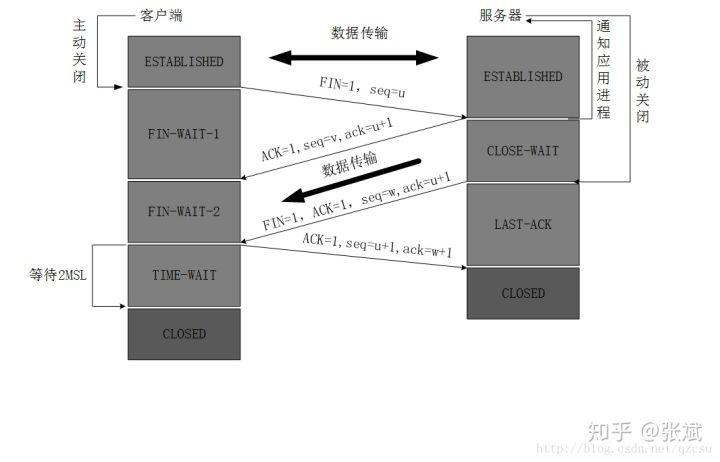 客户端
服务器
主动关闭
数据传输
通知应用进程
被动关闭
ESTABLISHED
ESTABLISHED
FIN=1, seq=u
FIN-WAIT-1
ACK=1,seq=v,ack=u+1
CLOSE-WAIT
数据传输
FIN-WAIT-2
FIN=1, ACK=1, seq=w,ack=u+1
LAST-ACK
ACK=1,seq=u+1,ack=w+1
等待2MSL
TIME-WAIT
CLOSED
CLOSED
知乎 @张斌
http://blog.csdn.net/qzcsu